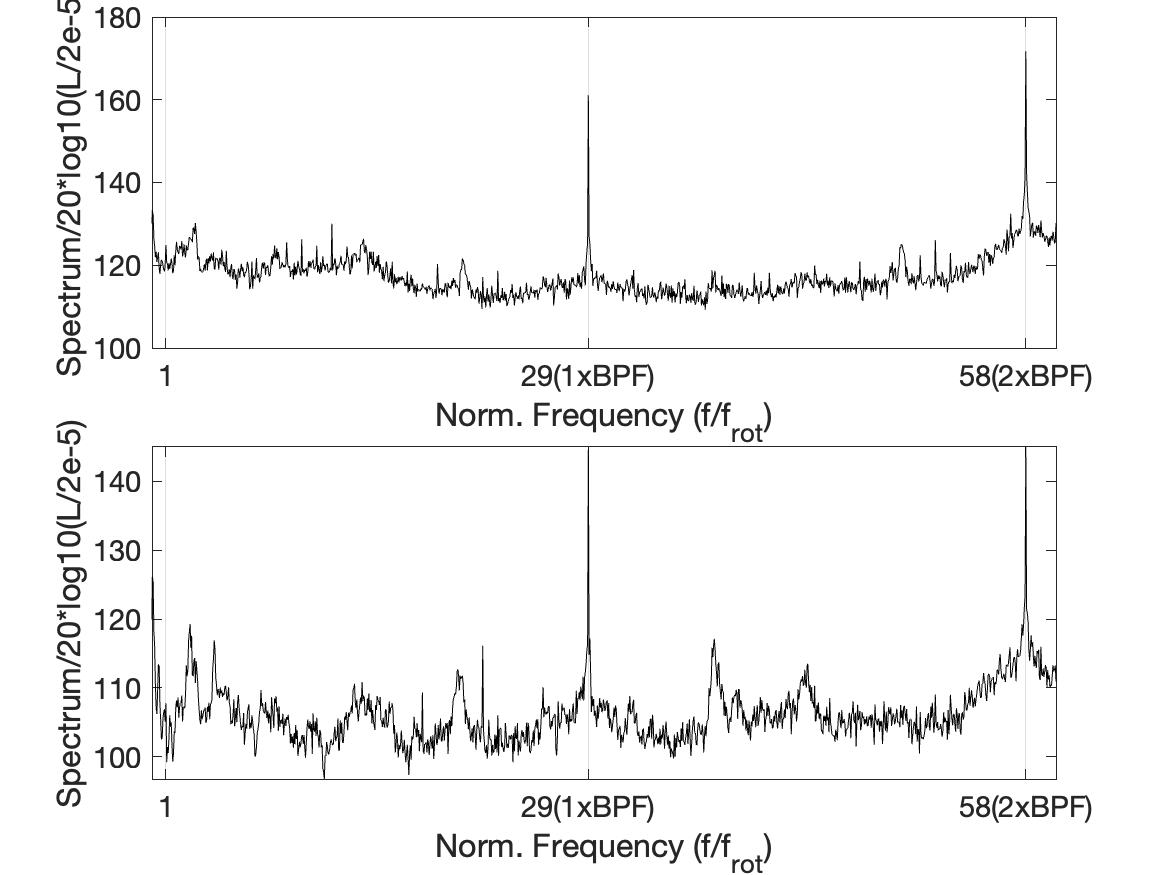 Spectrum/20*log10(L/2e-5
180
160
140
120
100
1
29(1xBPF)
58(2xBPF)
Norm. Frequency (f/f_rot)
Spectrum/20*log10(L/2e-5)
140
130
120
110
100
1
29(1xBPF)
58(2xBPF)
Norm. Frequency (f/f_rot)